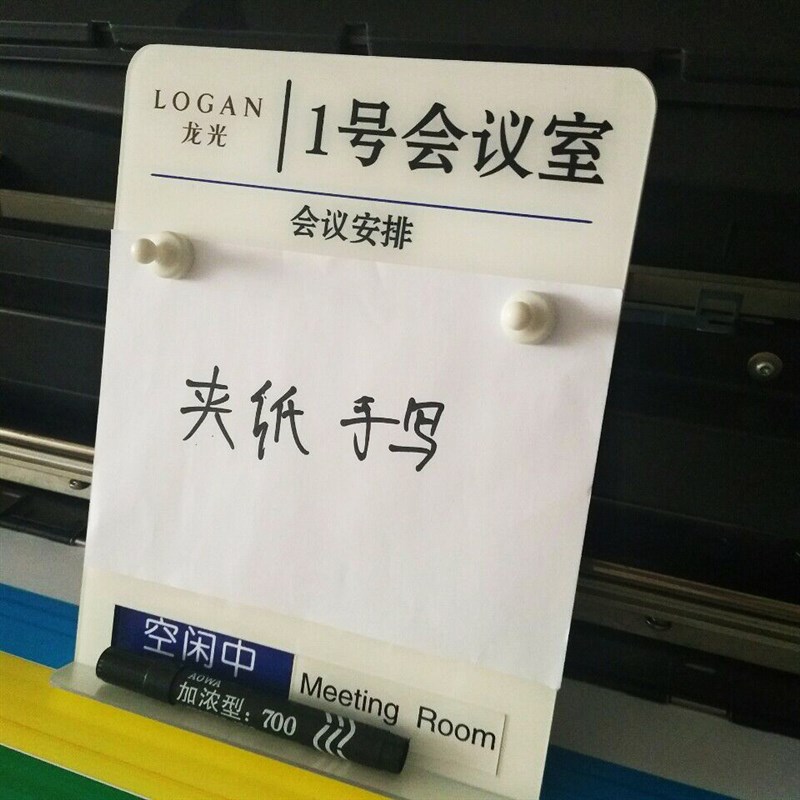 LOGAN
龙光
1号会议室
会议安排
夹纸 手写
空闲中
Meeting Room
AOWA
加浓型：700